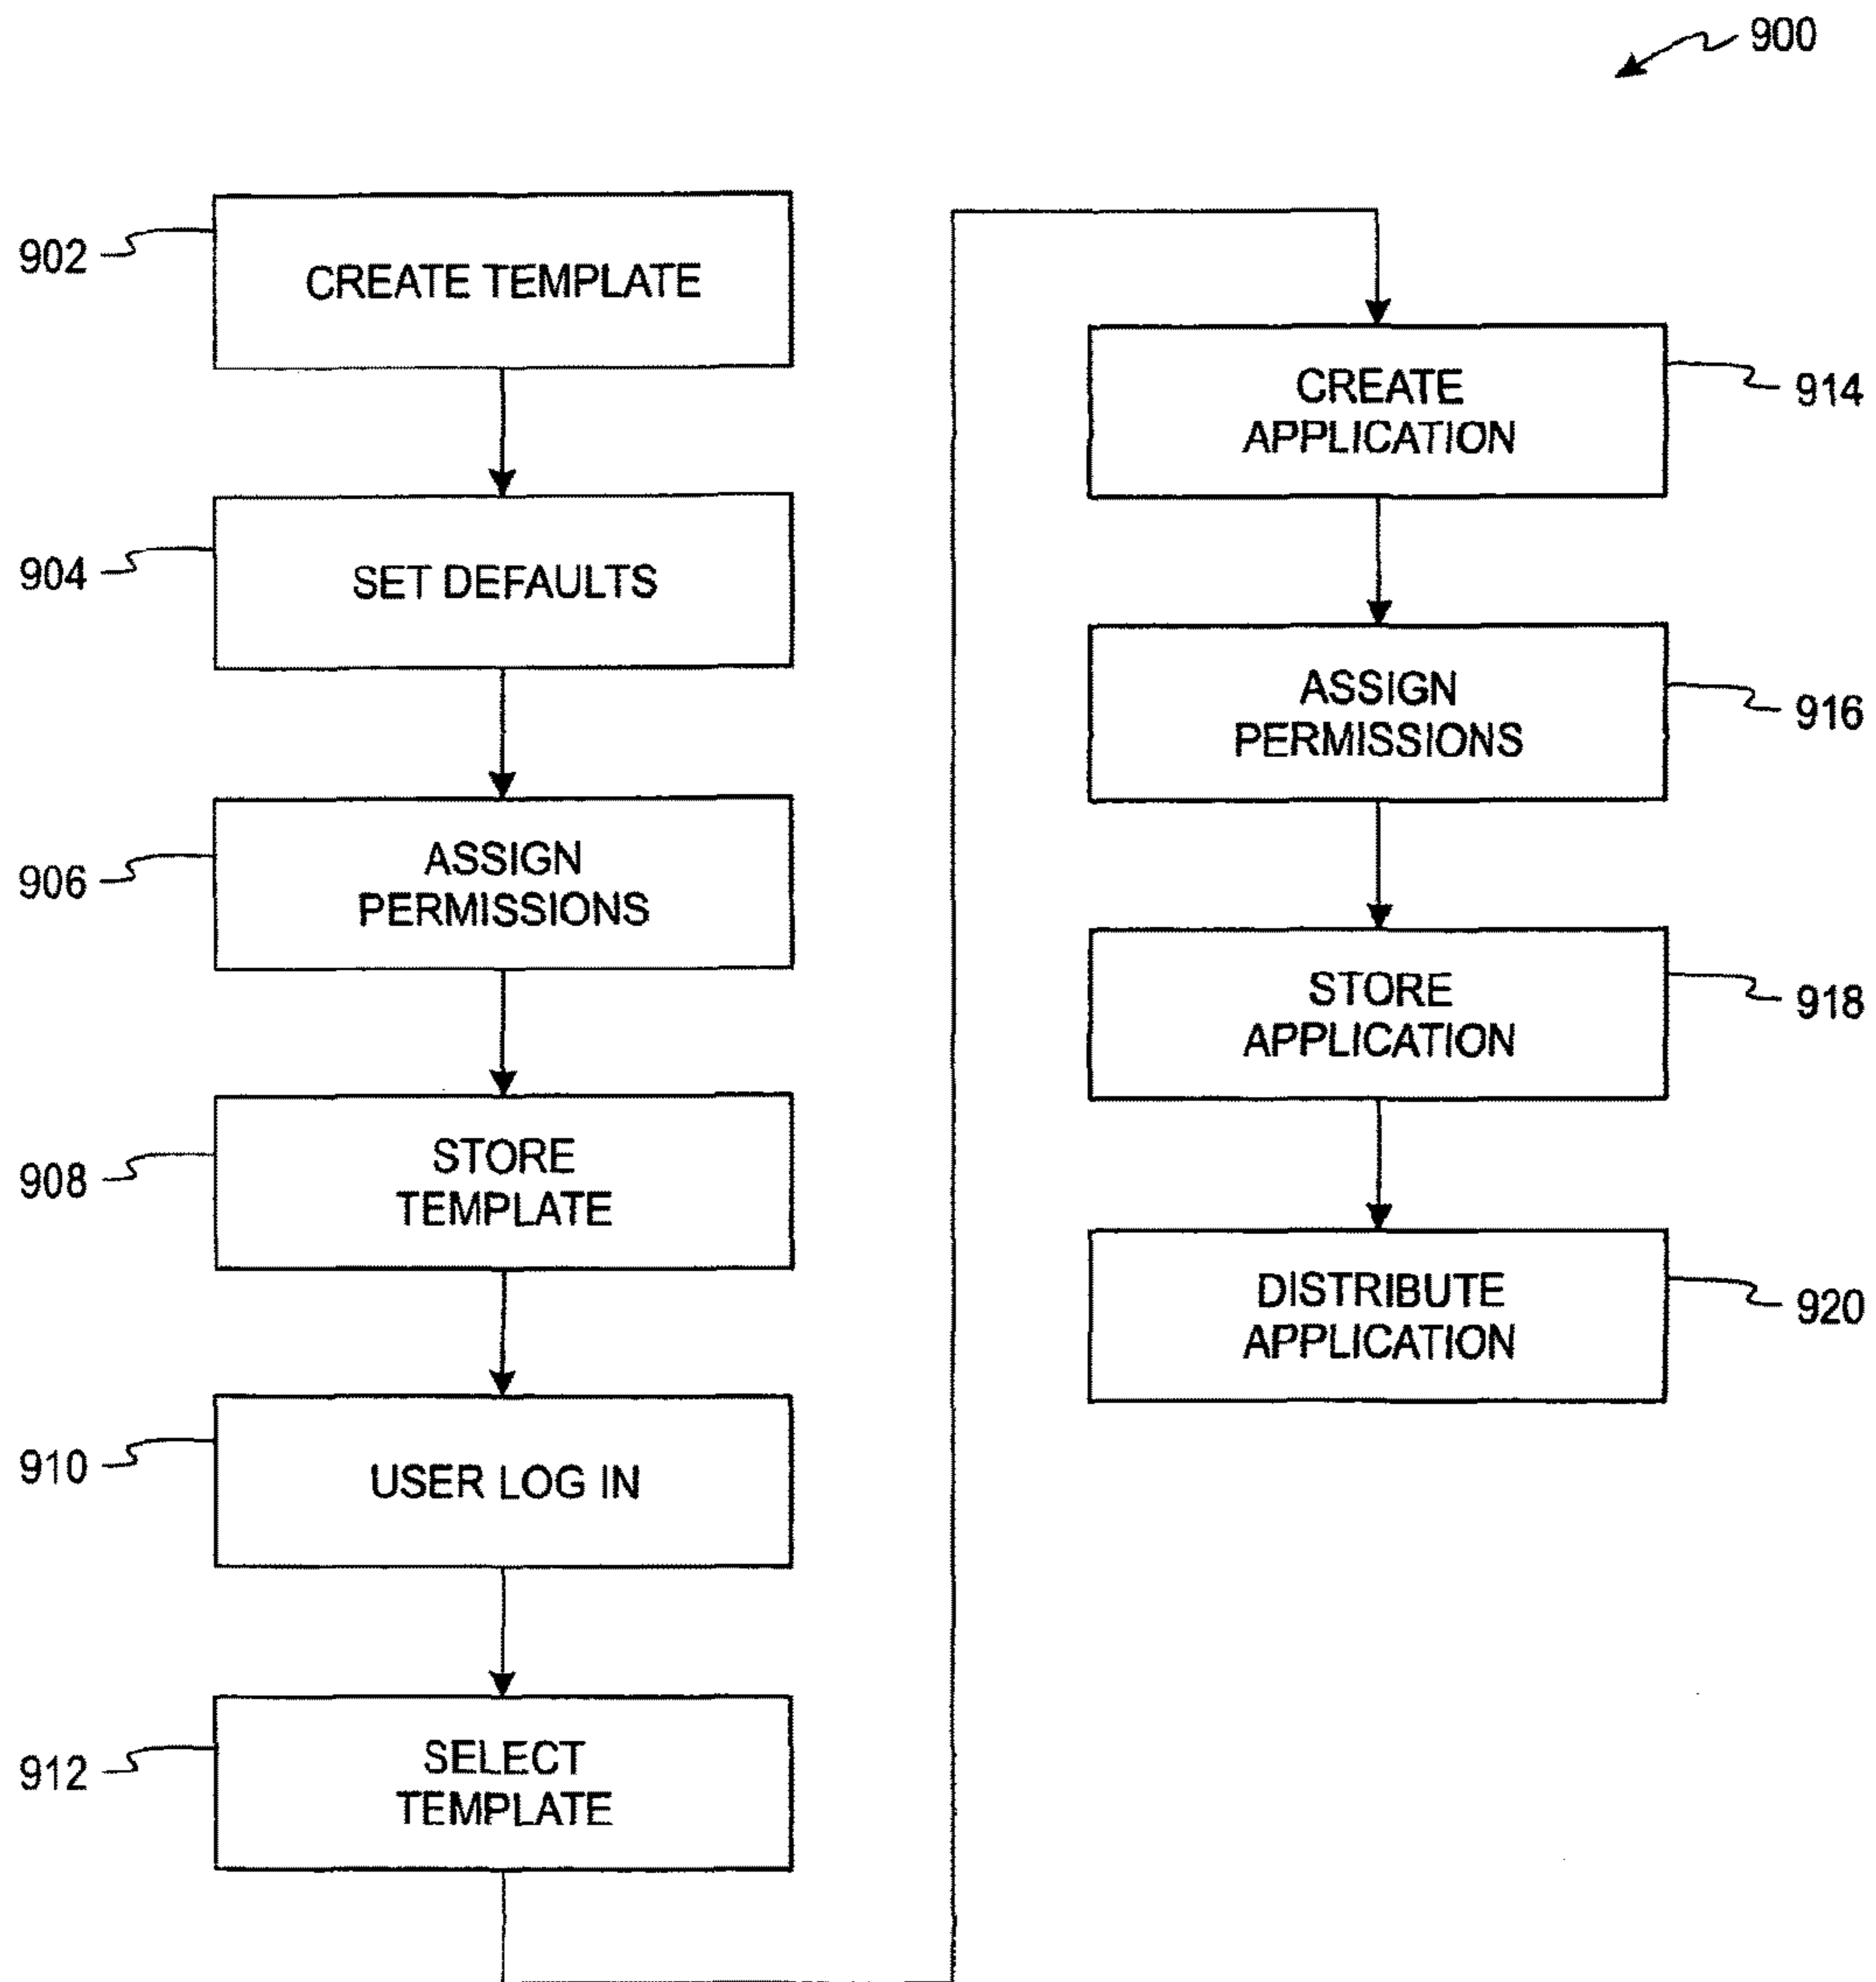 900
902
CREATE TEMPLATE
904
SET DEFAULTS
906
ASSIGN
PERMISSIONS
908
STORE
TEMPLATE
910
USER LOG IN
912
SELECT
TEMPLATE
CREATE
APPLICATION
914
ASSIGN
PERMISSIONS
916
STORE
APPLICATION
918
DISTRIBUTE
APPLICATION
920